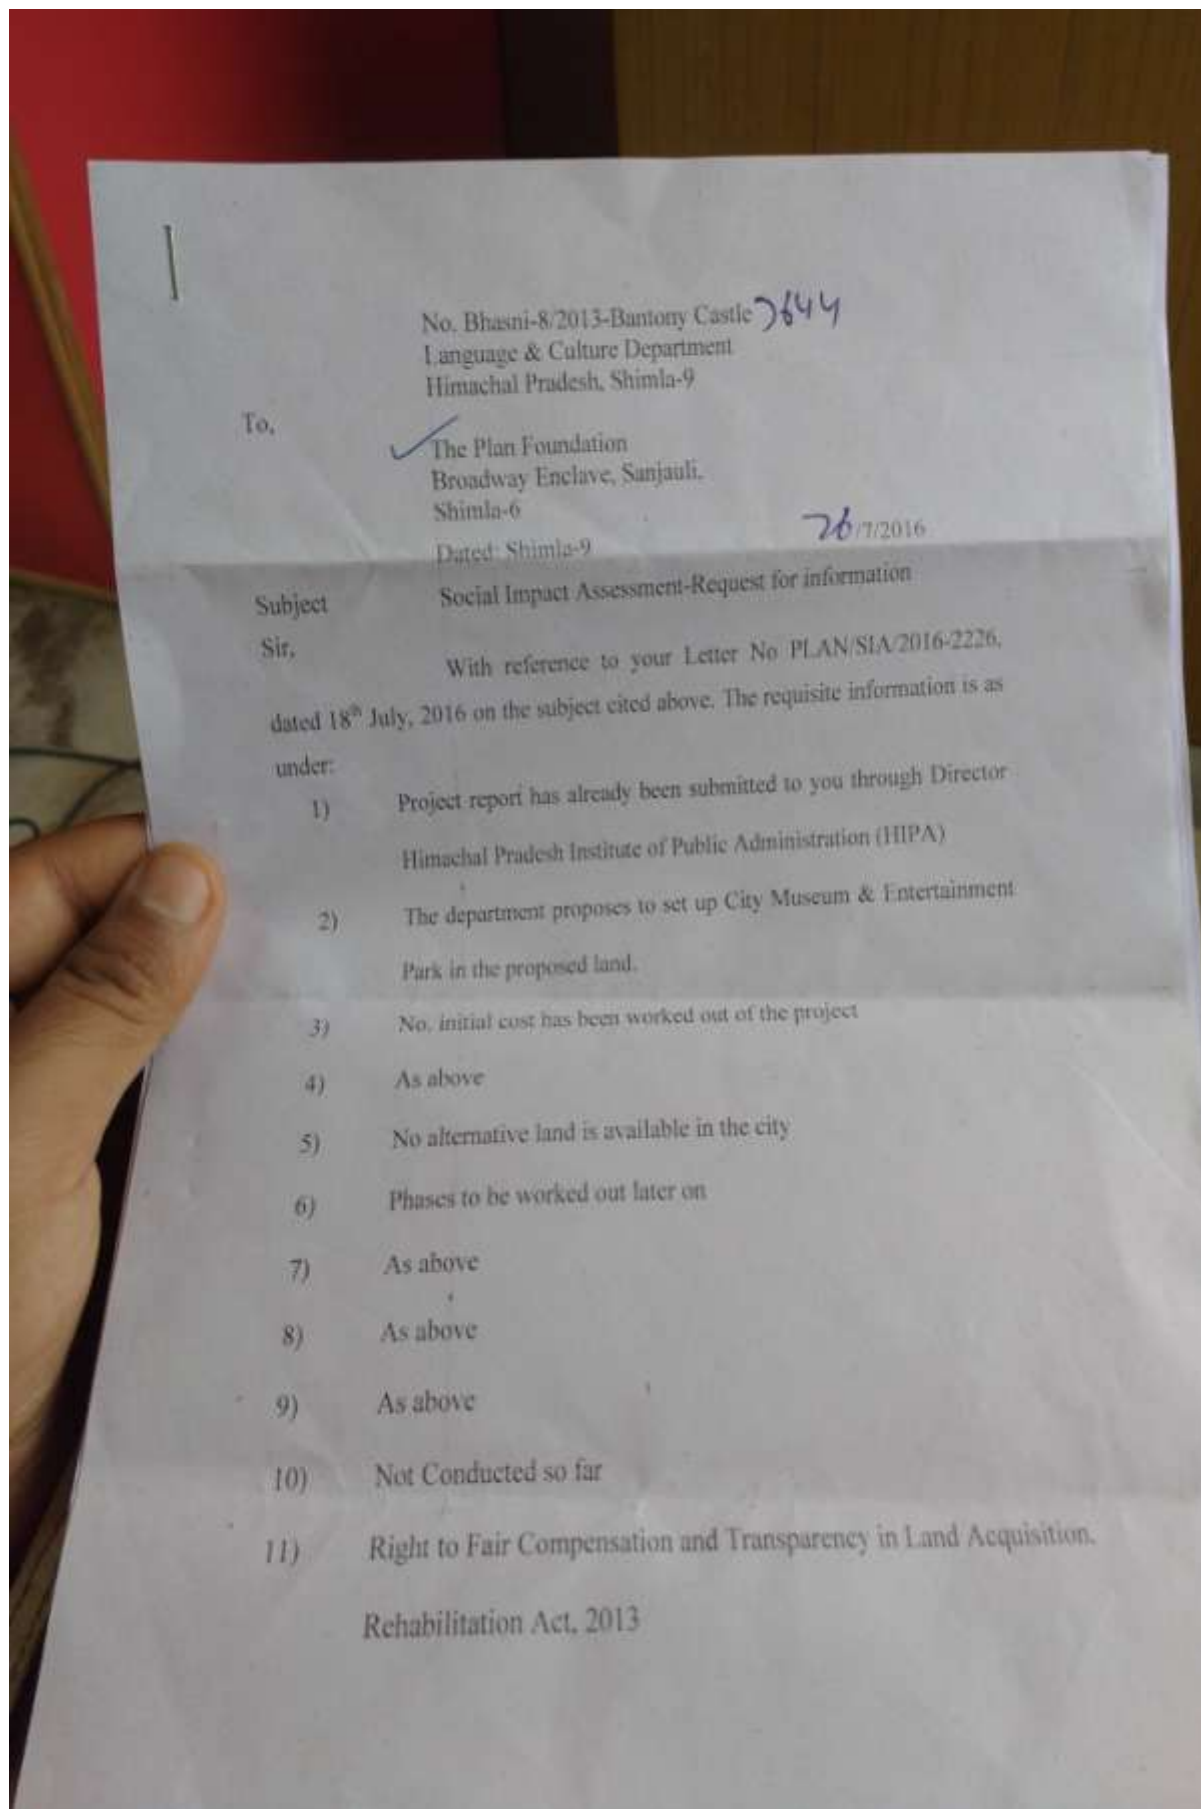 No. Bhasni-8/2013-Bantony Castle 7644
Language & Culture Department
Himachal Pradesh, Shimla-9
To,
The Plan Foundation
Broadway Enclave, Sanjauli,
Shimla-6
Dated: Shimla-9 26/7/2016
Subject Social Impact Assessment-Request for information
Sir,
With reference to your Letter No PLAN/SIA/2016-2226,
dated 18th July, 2016 on the subject cited above. The requisite information is as
under:
1) Project report has already been submitted to you through Director
Himachal Pradesh Institute of Public Administration (HIPA)
2) The department proposes to set up City Museum & Entertainment
Park in the proposed land.
3) No. initial cost has been worked out of the project
4) As above
5) No alternative land is available in the city
6) Phases to be worked out later on
7) As above
8) As above
9) As above
10) Not Conducted so far
11) Right to Fair Compensation and Transparency in Land Acquisition,
Rehabilitation Act, 2013